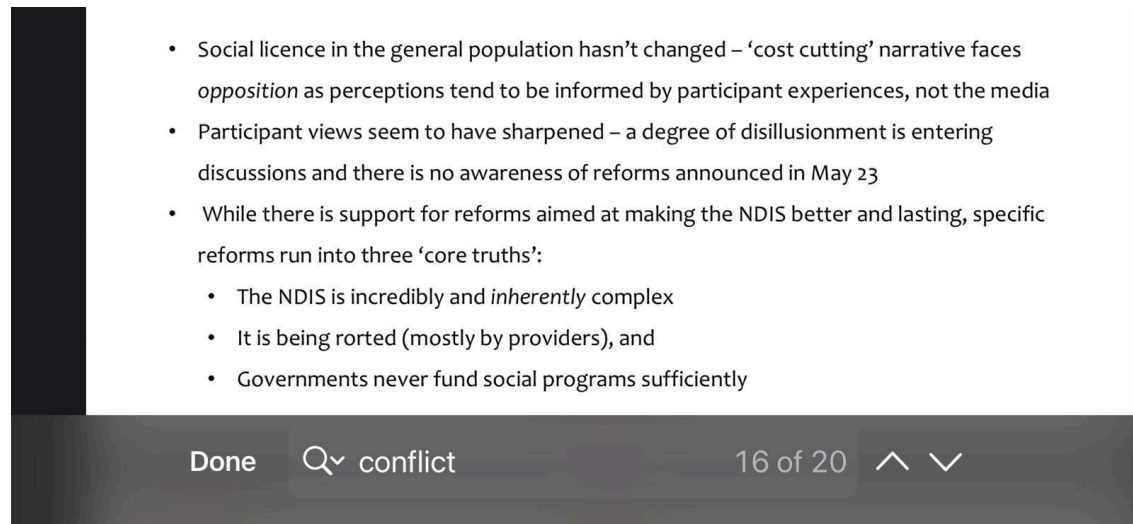 • Social licence in the general population hasn’t changed – ‘cost cutting’ narrative faces
opposition as perceptions tend to be informed by participant experiences, not the media
• Participant views seem to have sharpened – a degree of disillusionment is entering
discussions and there is no awareness of reforms announced in May 23
• While there is support for reforms aimed at making the NDIS better and lasting, specific
reforms run into three ‘core truths’:
• The NDIS is incredibly and inherently complex
• It is being rorted (mostly by providers), and
• Governments never fund social programs sufficiently
Done conflict 16 of 20